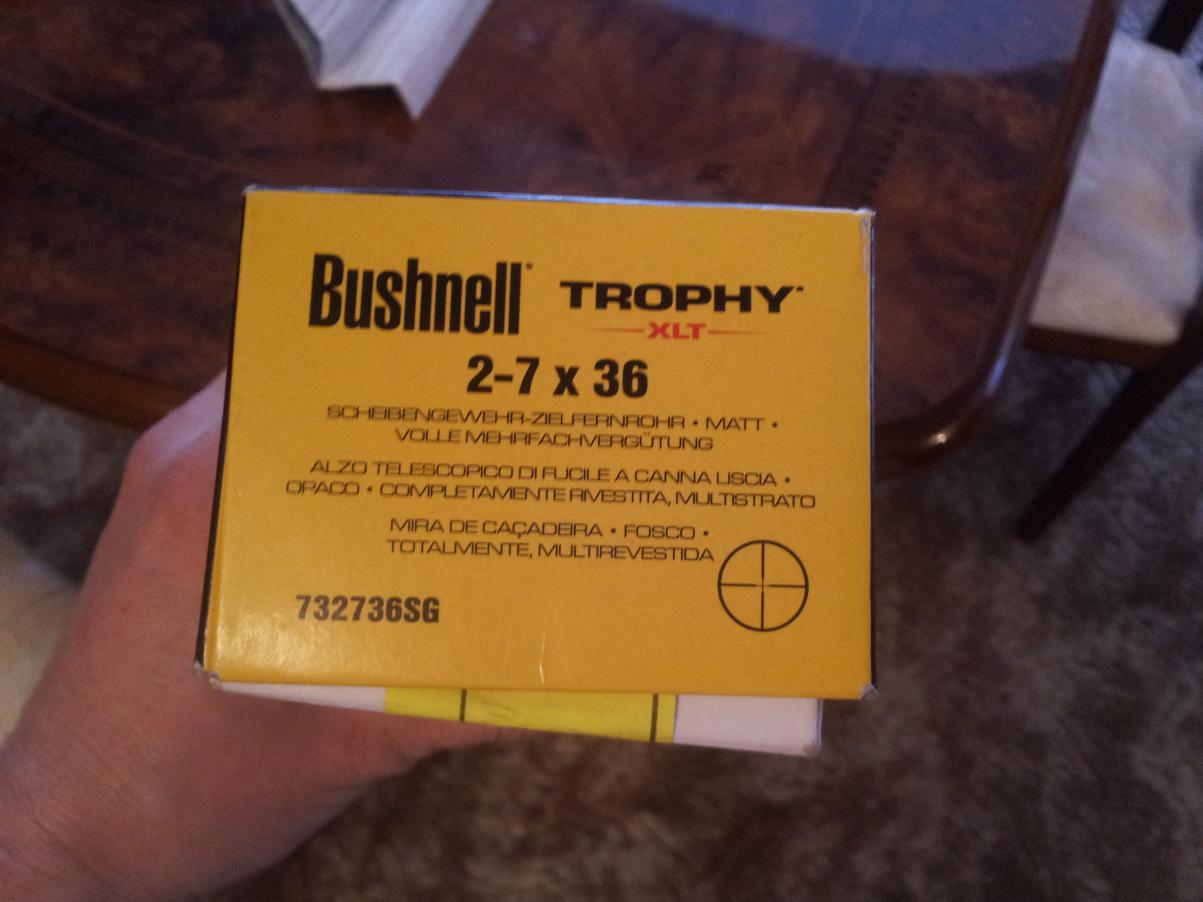 Bushnell® TROPHY®
XLT
2-7 x 36
SCHEIBENGEWEHR-ZIELFERNROHR • MATT •
VOLLE MEHRFACHVERGÜTUNG
ALZO TELESCOPICO DI FUCILE A CANNA LISCIA •
OPACO • COMPLETAMENTE RIVESTITA, MULTISTRATO
MIRA DE CAÇADEIRA • FOSCO •
TOTALMENTE, MULTIREVESTIDA
732736SG